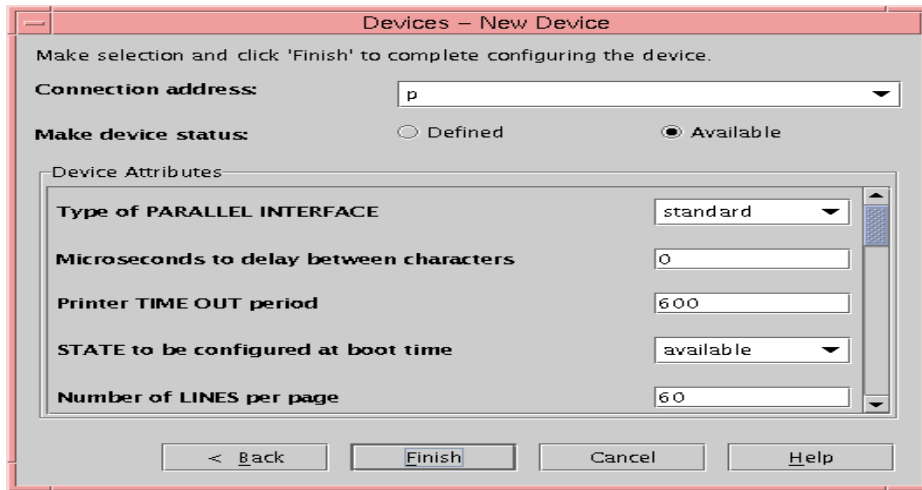 Devices – New Device
Make selection and click 'Finish' to complete configuring the device.
Connection address: p
Make device status: Defined Available
Device Attributes
Type of PARALLEL INTERFACE standard
Microseconds to delay between characters 0
Printer TIME OUT period 600
STATE to be configured at boot time available
Number of LINES per page 60
< Back Finish Cancel Help